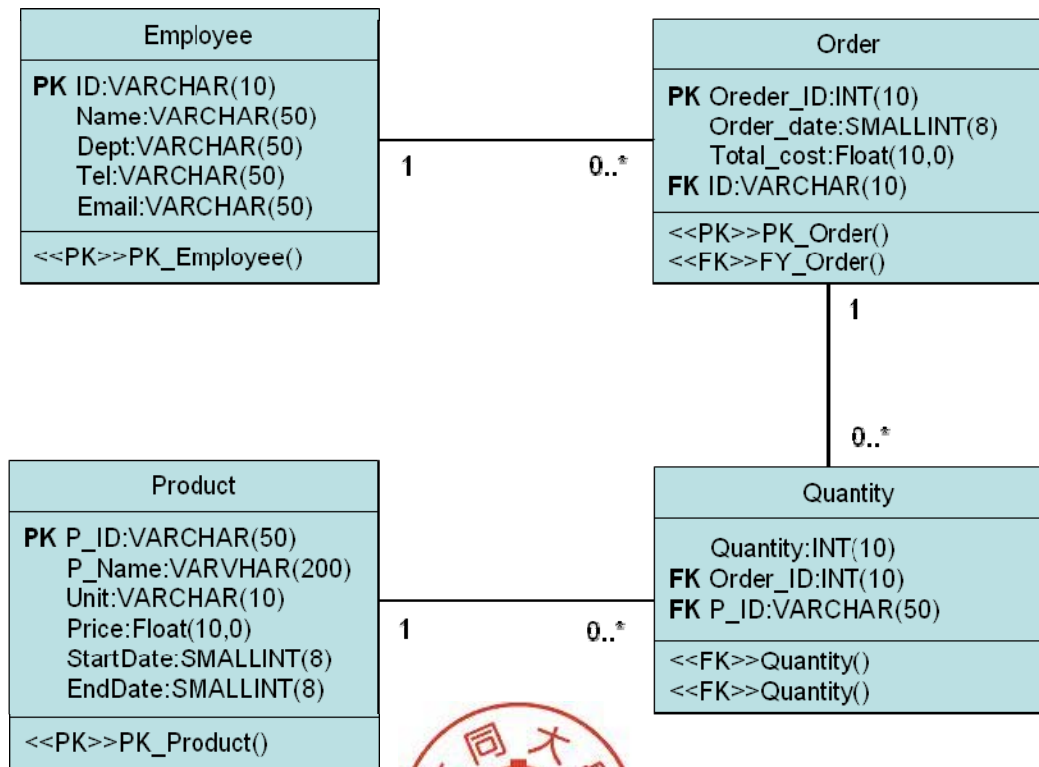 Employee
PK ID:VARCHAR(10)
Name:VARCHAR(50)
Dept:VARCHAR(50)
Tel:VARCHAR(50)
Email:VARCHAR(50)
<<PK>>PK_Employee()
1
0..*
Order
PK Oreder_ID:INT(10)
Order_date:SMALLINT(8)
Total_cost:Float(10,0)
FK ID:VARCHAR(10)
<<PK>>PK_Order()
<<FK>>FY_Order()
1
0..*
Product
PK P_ID:VARCHAR(50)
P_Name:VARVHAR(200)
Unit:VARCHAR(10)
Price:Float(10,0)
StartDate:SMALLINT(8)
EndDate:SMALLINT(8)
<<PK>>PK_Product()
1
0..*
Quantity
Quantity:INT(10)
FK Order_ID:INT(10)
FK P_ID:VARCHAR(50)
<<FK>>Quantity()
<<FK>>Quantity()
同大